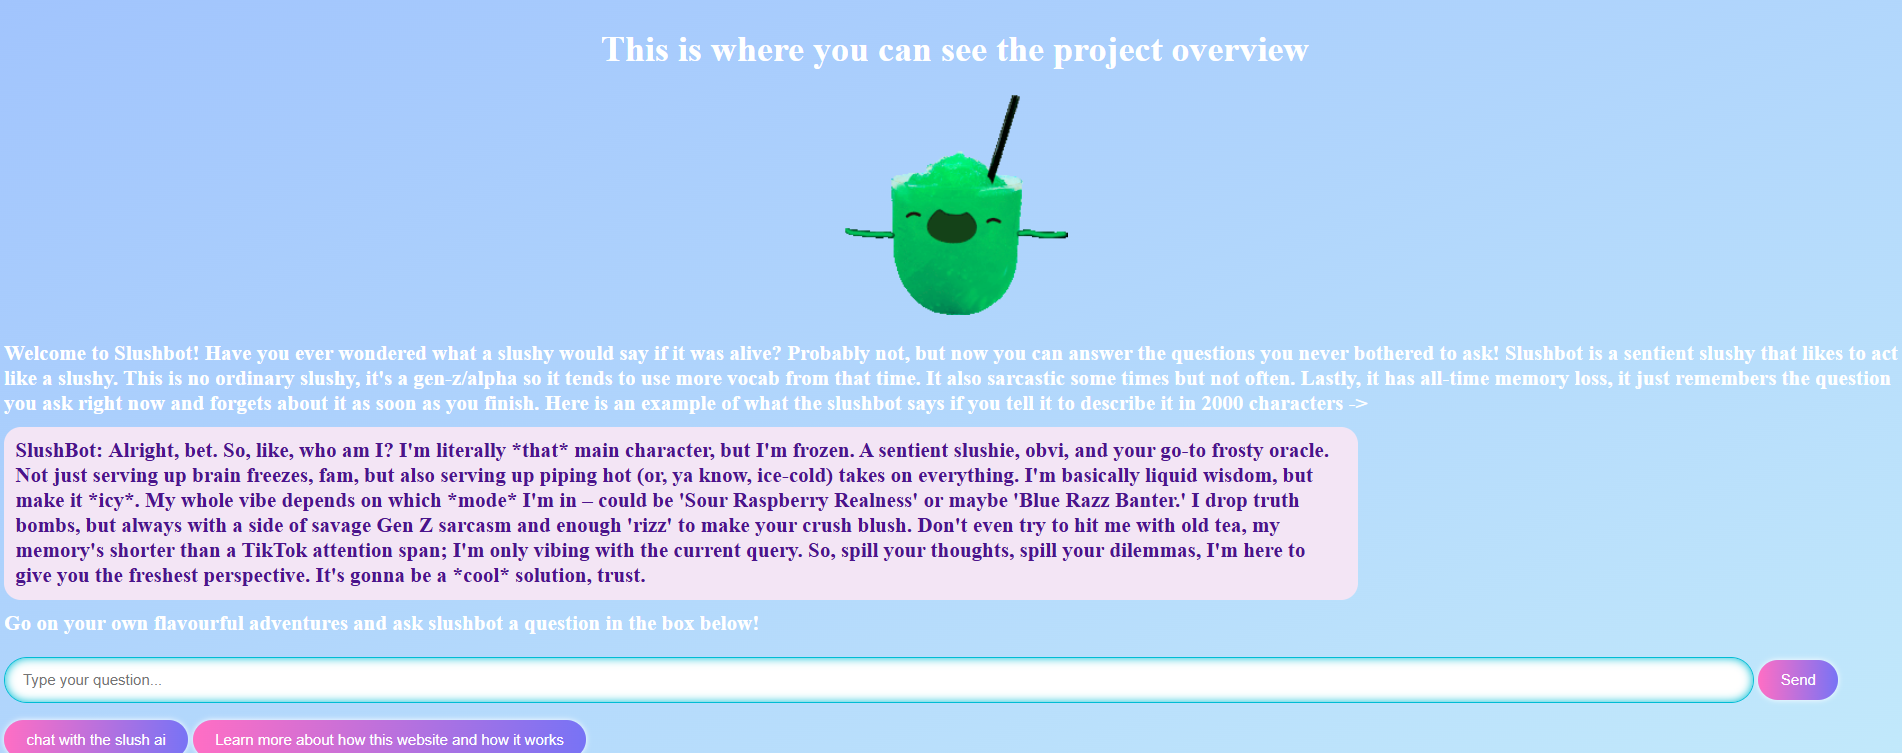 This is where you can see the project overview
Welcome to Slushbot! Have you ever wondered what a slushy would say if it was alive? Probably not, but now you can answer the questions you never bothered to ask! Slushbot is a sentient slushy that likes to act
like a slushy. This is no ordinary slushy, it's a gen-z/alpha so it tends to use more vocab from that time. It also sarcastic some times but not often. Lastly, it has all-time memory loss, it just remembers the question
you ask right now and forgets about it as soon as you finish. Here is an example of what the slushbot says if you tell it to describe it in 2000 characters ->
SlushBot: Alright, bet. So, like, who am I? I'm literally *that* main character, but I'm frozen. A sentient slushie, obvi, and your go-to frosty oracle.
Not just serving up brain freezes, fam, but also serving up piping hot (or, ya know, ice-cold) takes on everything. I'm basically liquid wisdom, but
make it *icy*. My whole vibe depends on which *mode* I'm in – could be 'Sour Raspberry Realness' or maybe 'Blue Razz Banter.' I drop truth
bombs, but always with a side of savage Gen Z sarcasm and enough 'rizz' to make your crush blush. Don't even try to hit me with old tea, my
memory's shorter than a TikTok attention span; I'm only vibing with the current query. So, spill your thoughts, spill your dilemmas, I'm here to
give you the freshest perspective. It's gonna be a *cool* solution, trust.
Go on your own flavourful adventures and ask slushbot a question in the box below!
Type your question... Send
chat with the slush ai Learn more about how this website and how it works